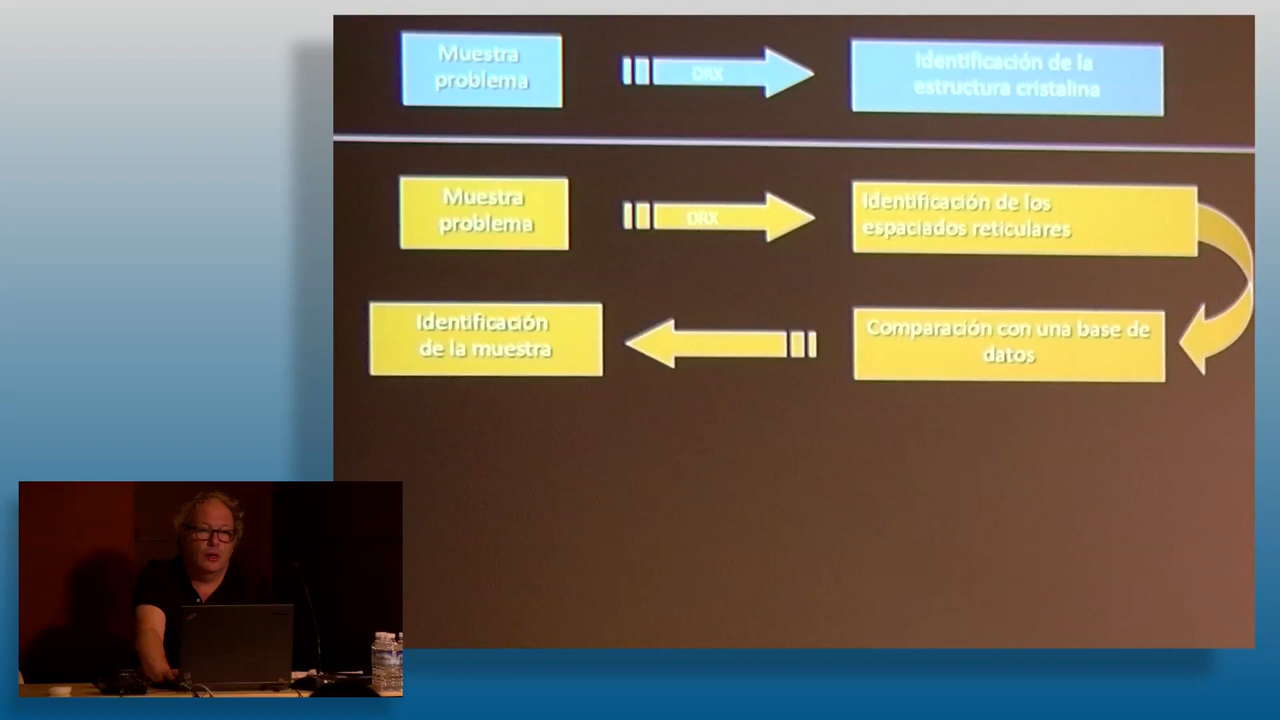 Muestra
problema
DRX
Identificación de la
estructura cristalina
Muestra
problema
DRX
Identificación de los
espaciados reticulares
Identificación
de la muestra
Comparación con una base de
datos